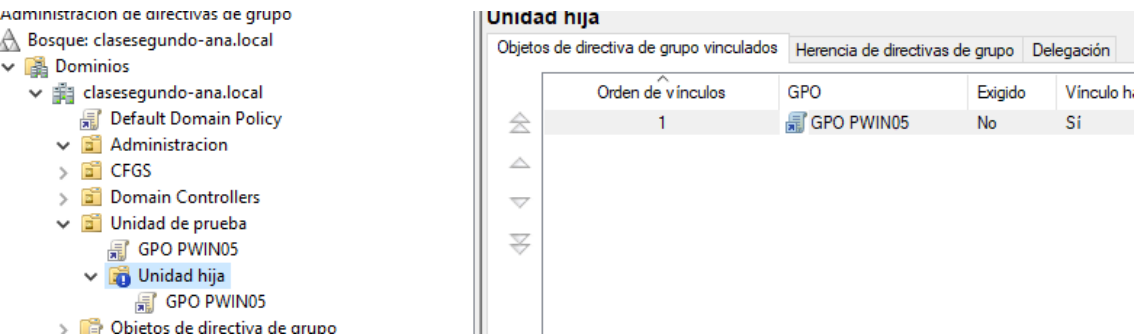 Administración de directivas de grupo
Bosque: clasesegundo-ana.local
Dominios
clasesegundo-ana.local
Default Domain Policy
Administracion
CFGS
Domain Controllers
Unidad de prueba
GPO PWIN05
Unidad hija
GPO PWIN05
Objetos de directiva de grupo
Unidad hija
Objetos de directiva de grupo vinculados Herencia de directivas de grupo Delegación
Orden de vínculos GPO Exigido Vínculo
1 GPO PWIN05 No Sí